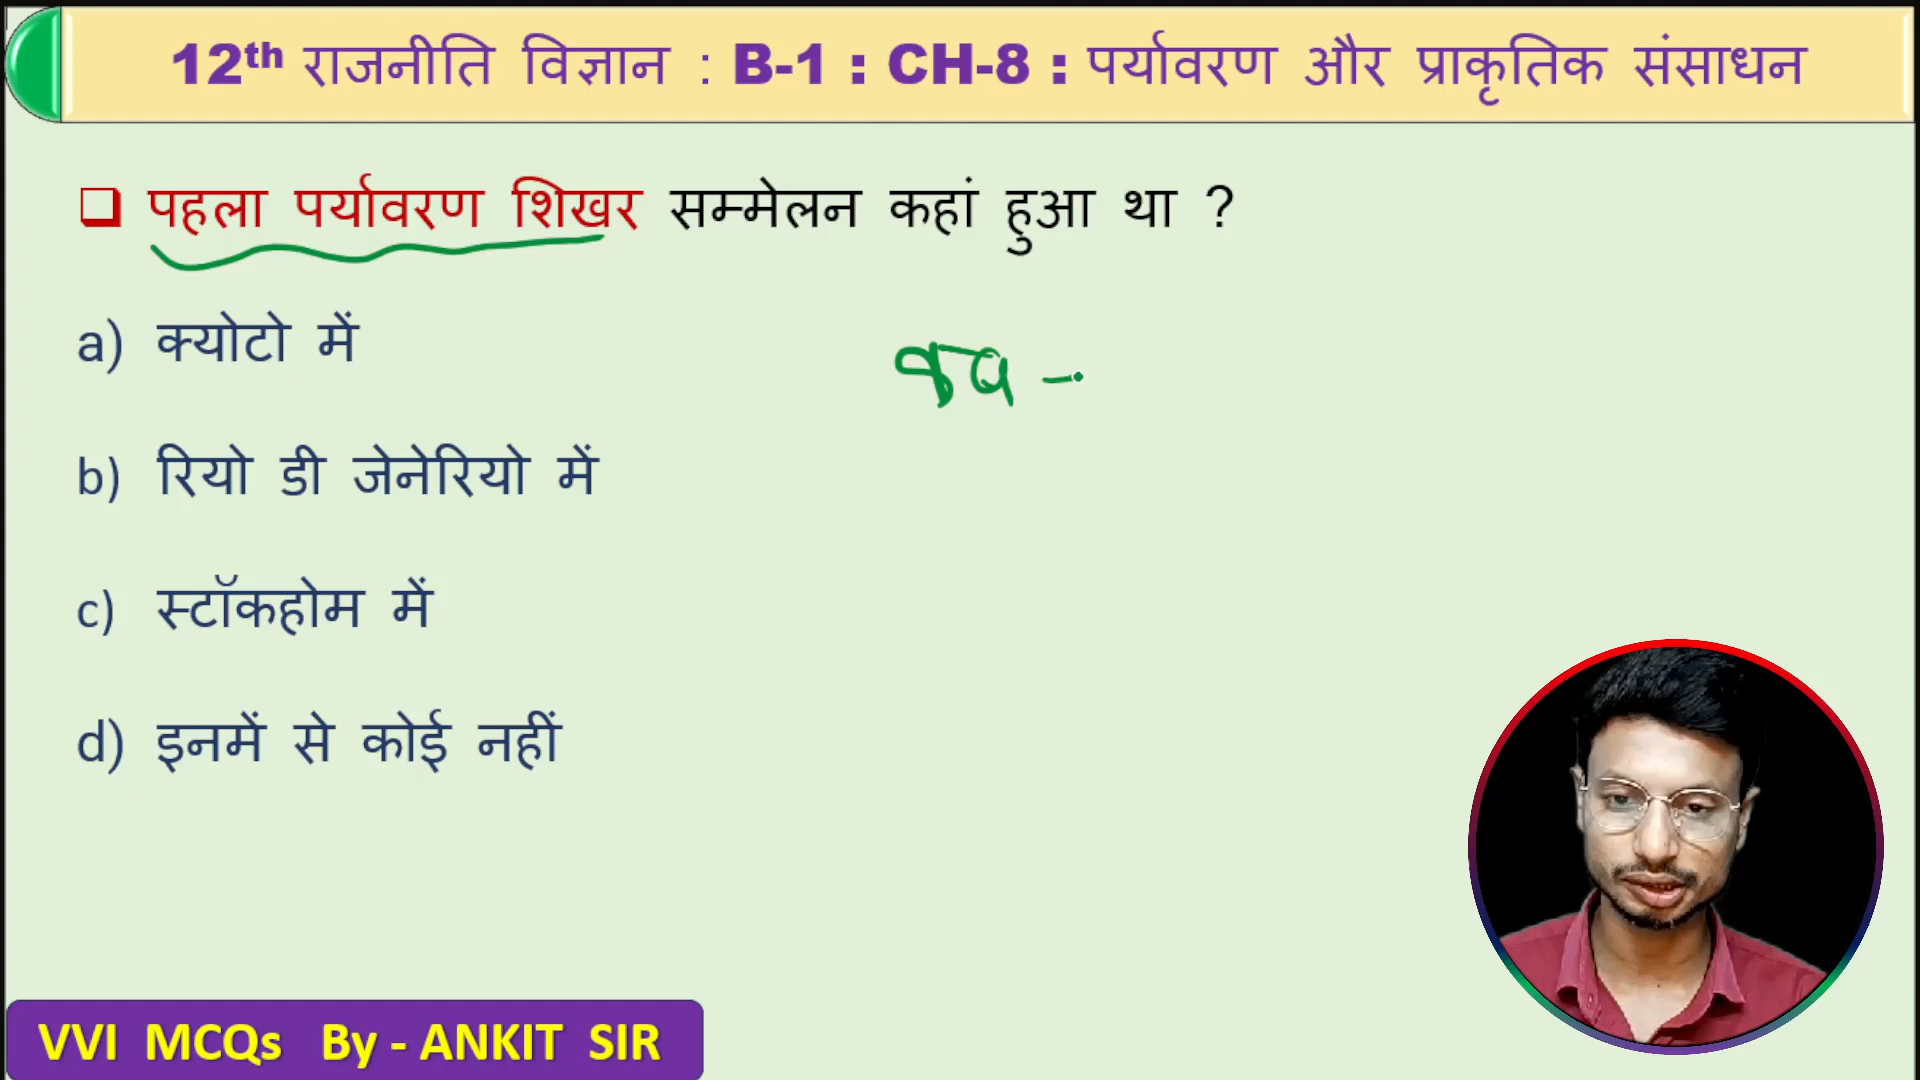 12th राजनीति विज्ञान : B-1 : CH-8 : पर्यावरण और प्राकृतिक संसाधन
पहला पर्यावरण शिखर सम्मेलन कहां हुआ था ?
a) क्योटो में
कब -
b) रियो डी जेनेरियो में
c) स्टॉकहोम में
d) इनमें से कोई नहीं
VVI MCQs By - ANKIT SIR